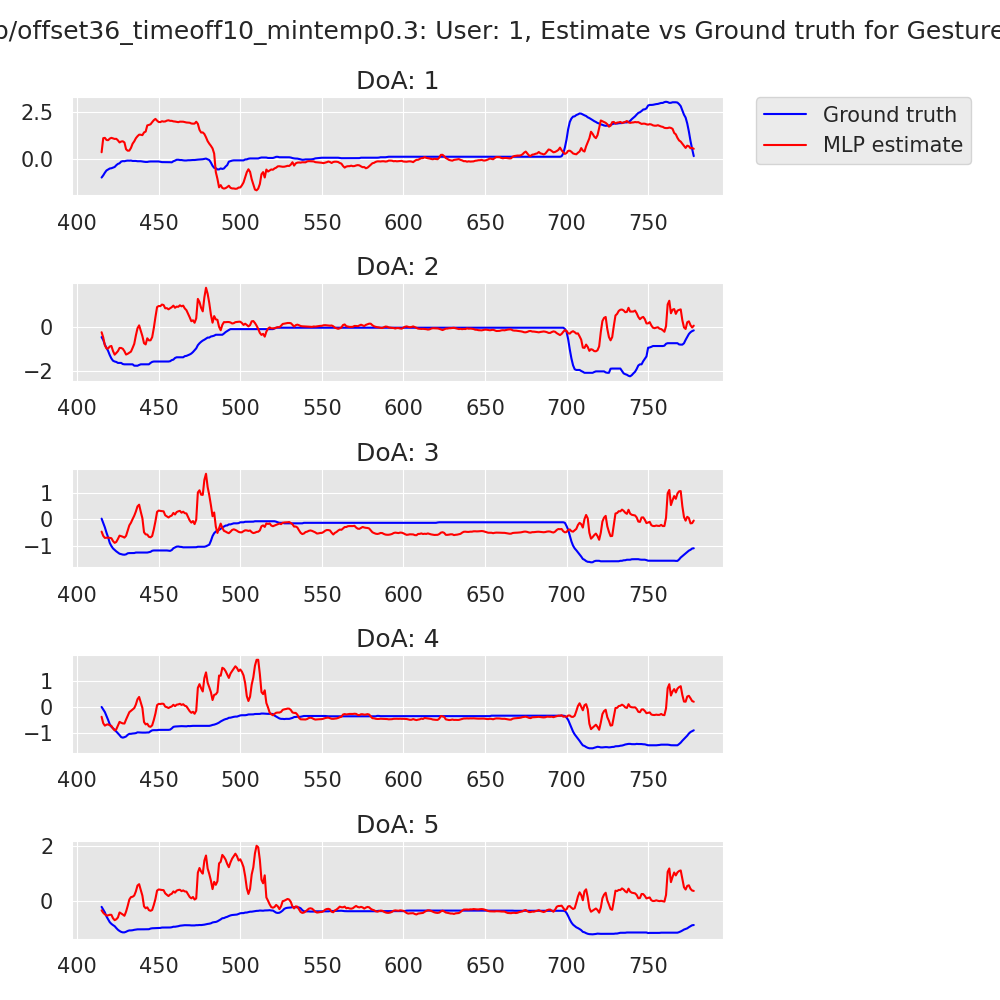 /offset36_timeoff10_mintemp0.3: User: 1, Estimate vs Ground truth for Gesture
DoA: 1
Ground truth
MLP estimate
2.5
0.0
400 450 500 550 600 650 700 750
DoA: 2
0
−2
400 450 500 550 600 650 700 750
DoA: 3
1
0
−1
400 450 500 550 600 650 700 750
DoA: 4
1
0
−1
400 450 500 550 600 650 700 750
DoA: 5
2
0
400 450 500 550 600 650 700 750